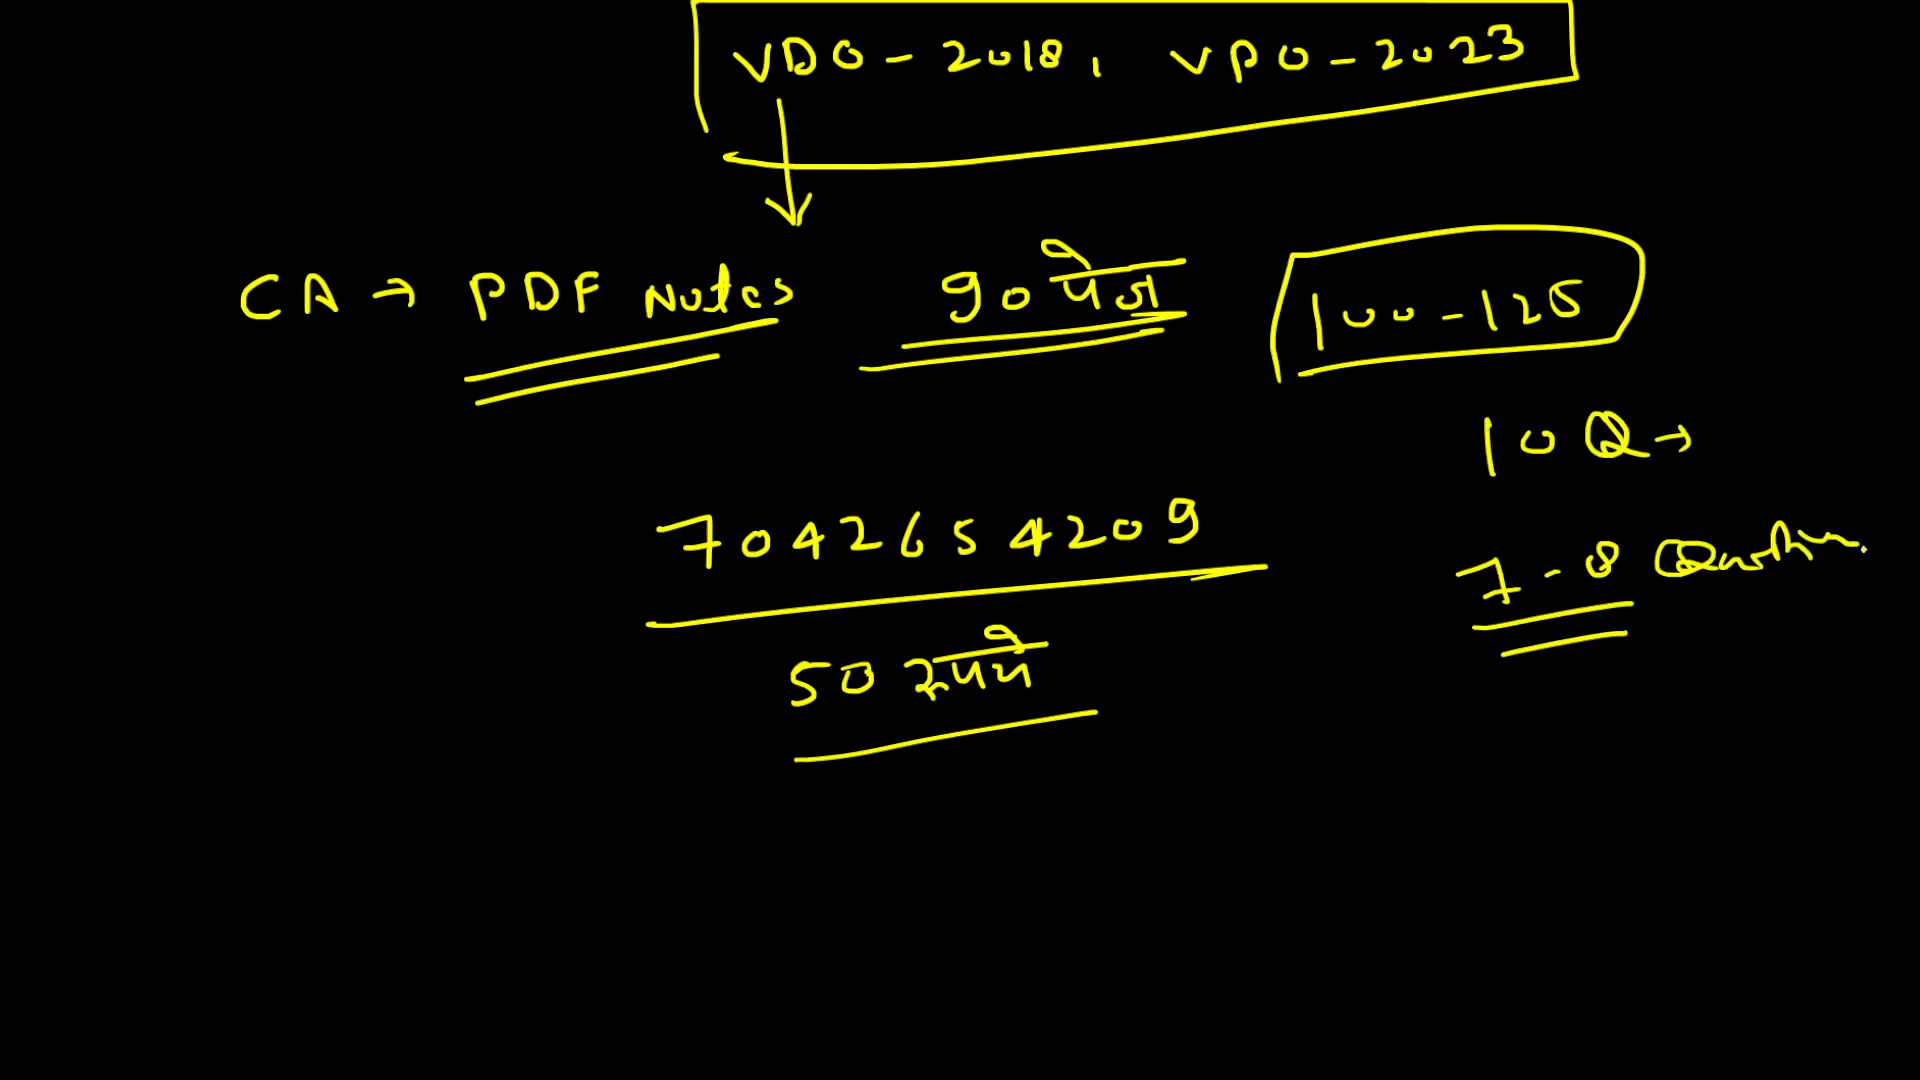 VDO - 2018, VPO - 2023
CA → PDF Notes 90 पेज 100 - 125
10 Q →
7042654209
7 - 8 Question.
50 रूपये